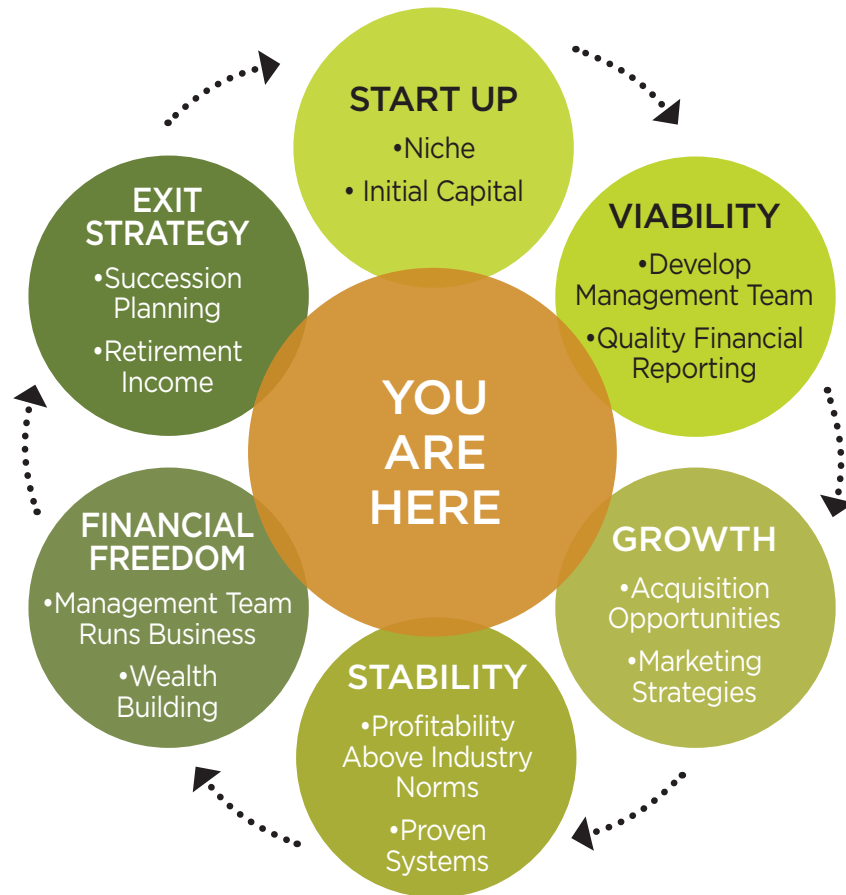 START UP
•Niche
• Initial Capital
VIABILITY
•Develop
Management Team
•Quality Financial
Reporting
GROWTH
•Acquisition
Opportunities
•Marketing
Strategies
STABILITY
•Profitability
Above Industry
Norms
•Proven
Systems
FINANCIAL
FREEDOM
•Management Team
Runs Business
•Wealth
Building
EXIT
STRATEGY
•Succession
Planning
•Retirement
Income
YOU
ARE
HERE